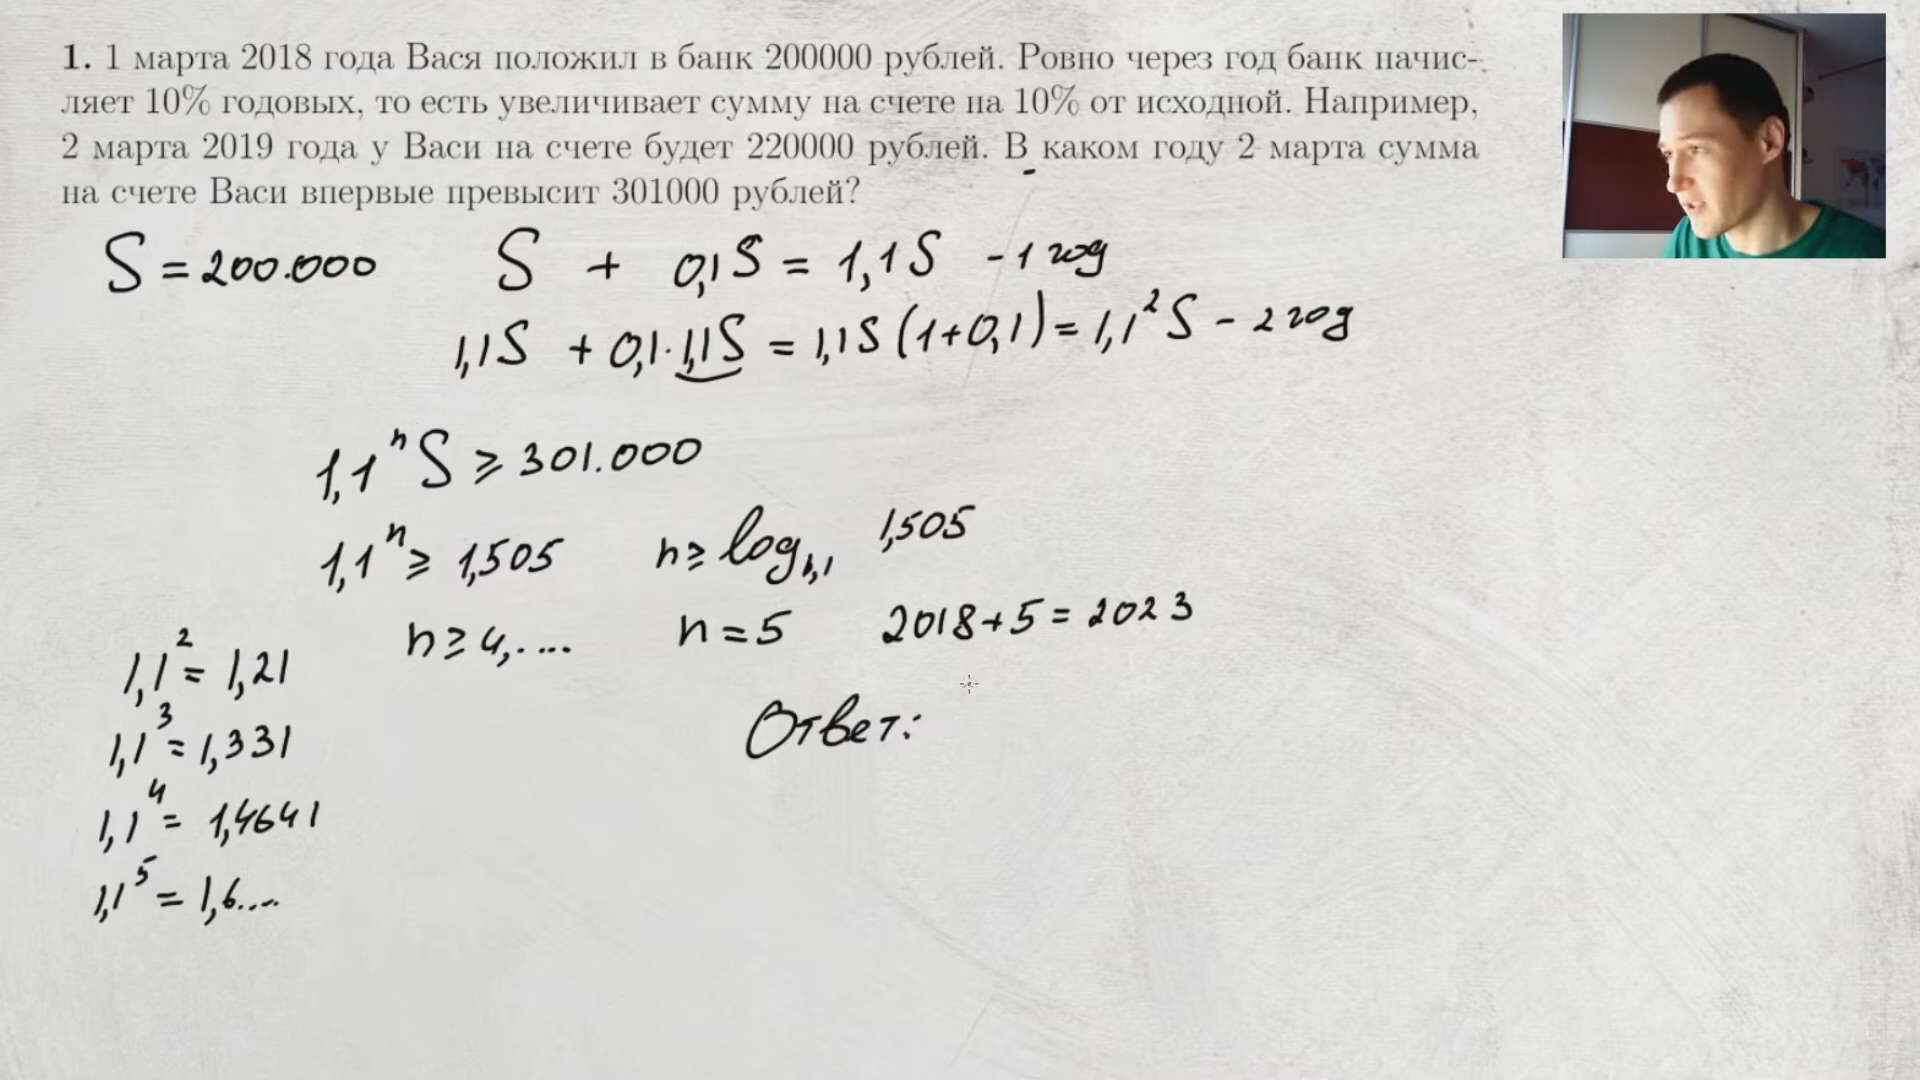 1. 1 марта 2018 года Вася положил в банк 200000 рублей. Ровно через год банк начис-
ляет 10% годовых, то есть увеличивает сумму на счете на 10% от исходной. Например,
2 марта 2019 года у Васи на счете будет 220000 рублей. В каком году 2 марта сумма
на счете Васи впервые превысит 301000 рублей?
S = 200.000 S + 0,1S = 1,1S - 1 год
1,1S + 0,1·1,1S = 1,1S (1+0,1) = 1,1²S - 2 год
1,1ⁿ S ≥ 301.000
1,1ⁿ ≥ 1,505 n ≥ log₁,₁ 1,505
n ≥ 4,.... n = 5 2018+5 = 2023
1,1² = 1,21
Ответ:
1,1³ = 1,331
1,1⁴ = 1,4641
1,1⁵ = 1,6....